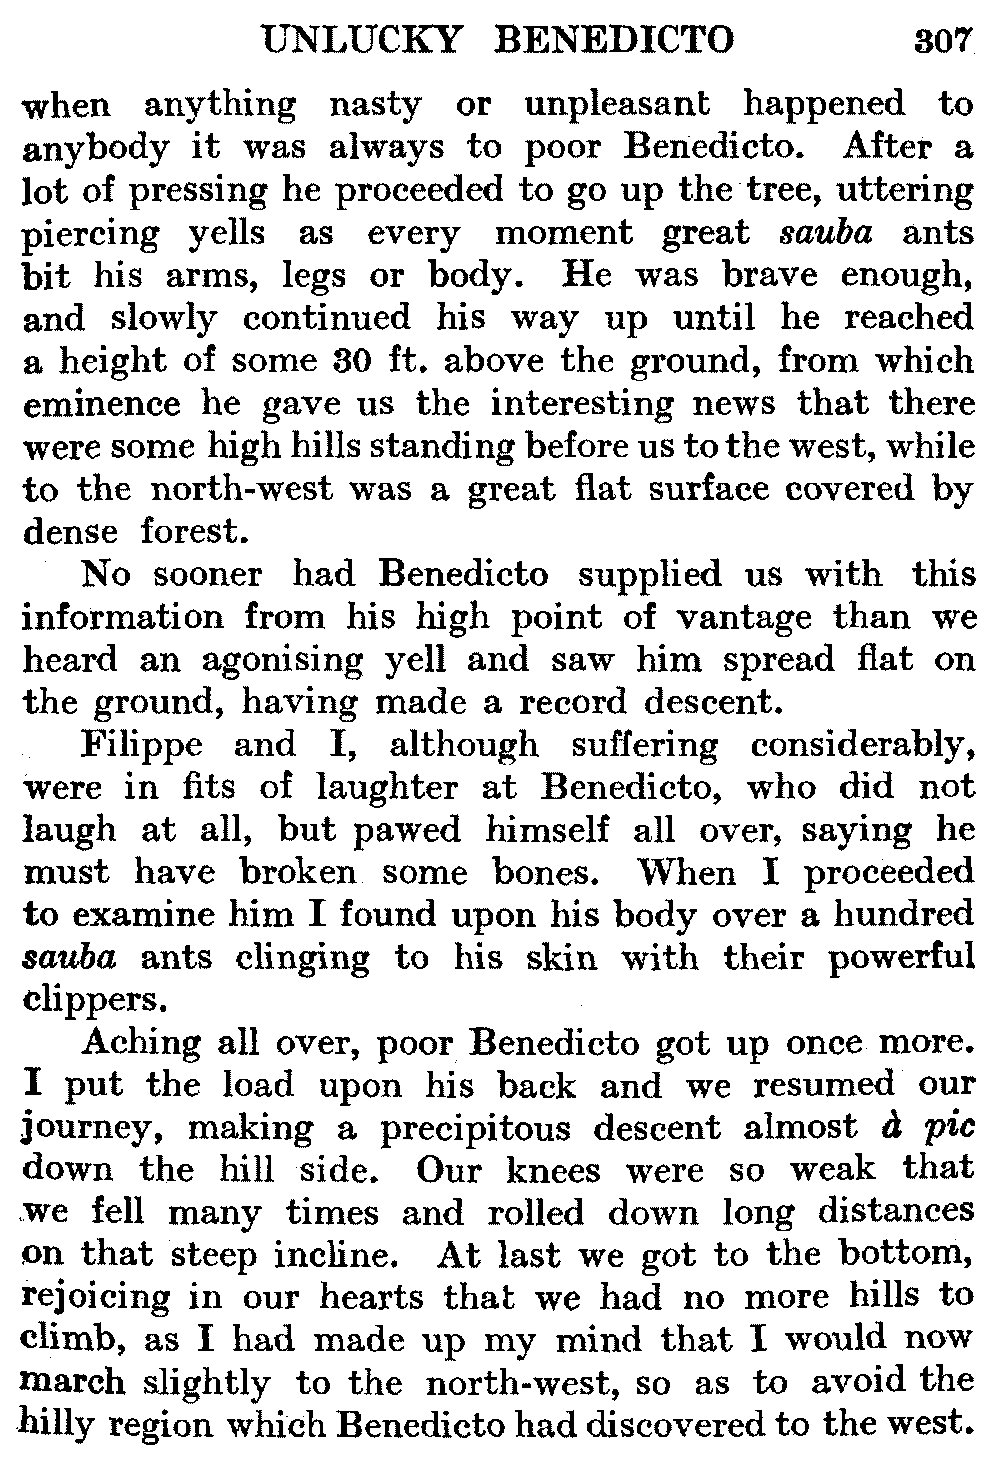 UNLUCKY BENEDICTO 307
when anything nasty or unpleasant happened to
anybody it was always to poor Benedicto. After a
lot of pressing he proceeded to go up the tree, uttering
piercing yells as every moment great sauba ants
bit his arms, legs or body. He was brave enough,
and slowly continued his way up until he reached
a height of some 30 ft. above the ground, from which
eminence he gave us the interesting news that there
were some high hills standing before us to the west, while
to the north-west was a great flat surface covered by
dense forest.
No sooner had Benedicto supplied us with this
information from his high point of vantage than we
heard an agonising yell and saw him spread flat on
the ground, having made a record descent.
Filippe and I, although suffering considerably,
were in fits of laughter at Benedicto, who did not
laugh at all, but pawed himself all over, saying he
must have broken some bones. When I proceeded
to examine him I found upon his body over a hundred
sauba ants clinging to his skin with their powerful
clippers.
Aching all over, poor Benedicto got up once more.
I put the load upon his back and we resumed our
journey, making a precipitous descent almost à pic
down the hill side. Our knees were so weak that
we fell many times and rolled down long distances
on that steep incline. At last we got to the bottom,
rejoicing in our hearts that we had no more hills to
climb, as I had made up my mind that I would now
march slightly to the north-west, so as to avoid the
hilly region which Benedicto had discovered to the west.